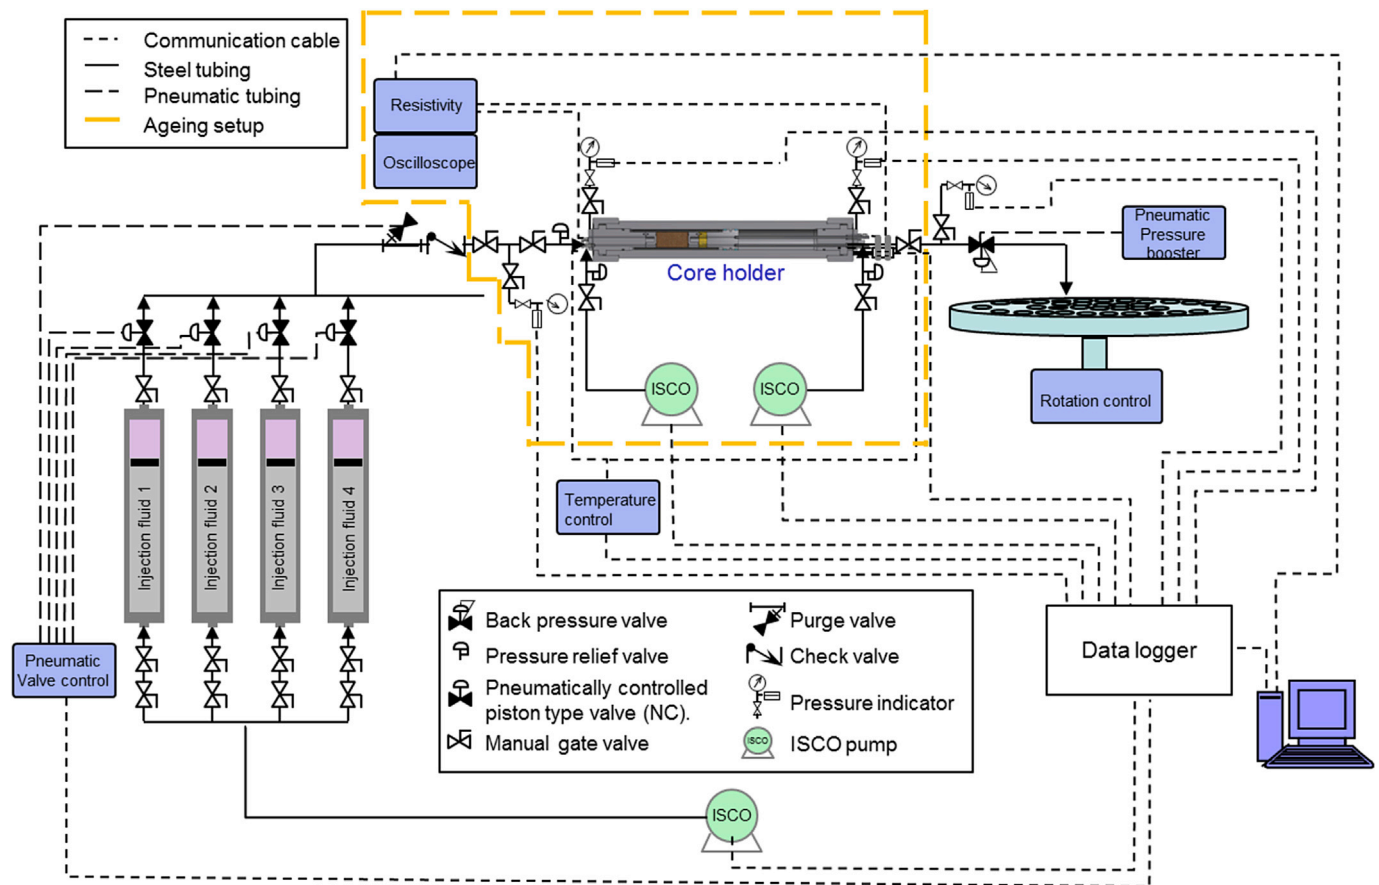 Communication cable
Steel tubing
Pneumatic tubing
Ageing setup
Resistivity
Oscilloscope
Core holder
Pneumatic
Pressure
booster
ISCO
ISCO
Rotation control
Injection fluid 1
Injection fluid 2
Injection fluid 3
Injection fluid 4
Temperature
control
Pneumatic
Valve control
Back pressure valve
Pressure relief valve
Pneumatically controlled
piston type valve (NC).
Manual gate valve
Purge valve
Check valve
Pressure indicator
ISCO
ISCO pump
Data logger
ISCO